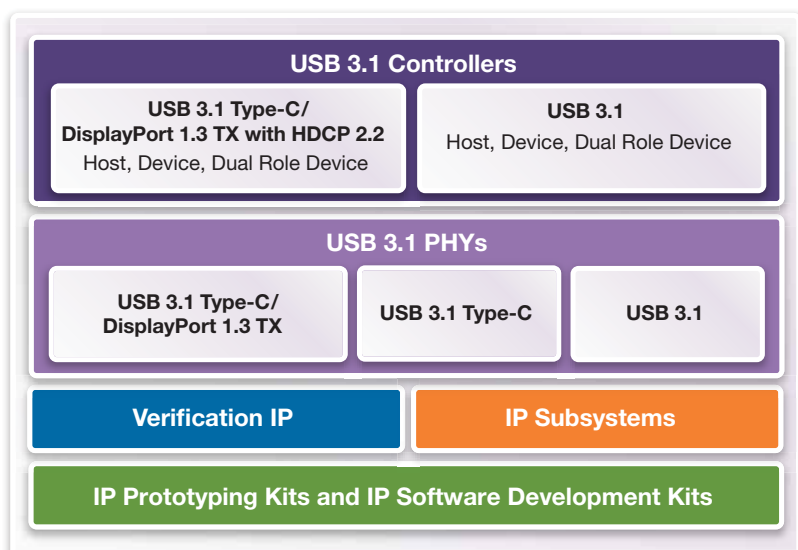 USB 3.1 Controllers
USB 3.1 Type-C/
DisplayPort 1.3 TX with HDCP 2.2
Host, Device, Dual Role Device
USB 3.1
Host, Device, Dual Role Device
USB 3.1 PHYs
USB 3.1 Type-C/
DisplayPort 1.3 TX
USB 3.1 Type-C
USB 3.1
Verification IP
IP Subsystems
IP Prototyping Kits and IP Software Development Kits